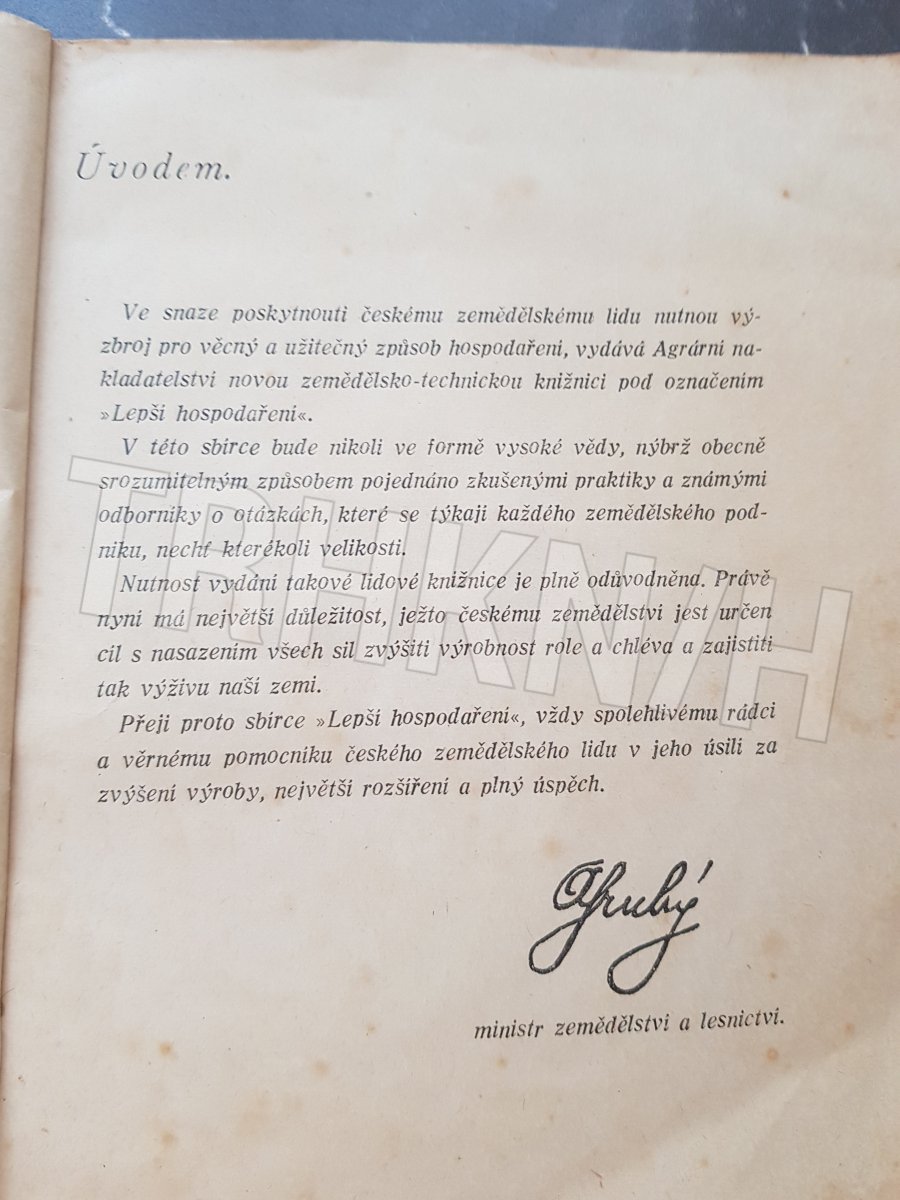 Úvodem.
Ve snaze poskytnouti českému zemědělskému lidu nutnou vý-
zbroj pro věcný a užitečný způsob hospodaření, vydává Agrární na-
kladatelství novou zemědělsko-technickou knižnici pod označením
»Lepší hospodaření«.
V této sbírce bude nikoli ve formě vysoké vědy, nýbrž obecně
srozumitelným způsobem pojednáno zkušenými praktiky a známými
odborníky o otázkách, které se týkají každého zemědělského pod-
niku, nechť kterékoli velikosti.
Nutnost vydání takové lidové knižnice je plně odůvodněna. Právě
nyní má největší důležitost, ježto českému zemědělství jest určen
cíl s nasazením všech sil zvýšiti výrobnost role a chléva a zajistiti
tak výživu naší zemi.
Přeji proto sbírce »Lepší hospodaření«, vždy spolehlivému rádci
a věrnému pomocníku českého zemědělského lidu v jeho úsilí za
zvýšení výroby, největší rozšíření a plný úspěch.
Hrubý
ministr zemědělství a lesnictví.
TRHKNIH